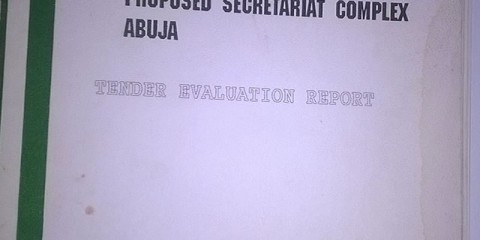 PROPOSED SECRETARIAT COMPLEX
ABUJA
TENDER EVALUATION REPORT